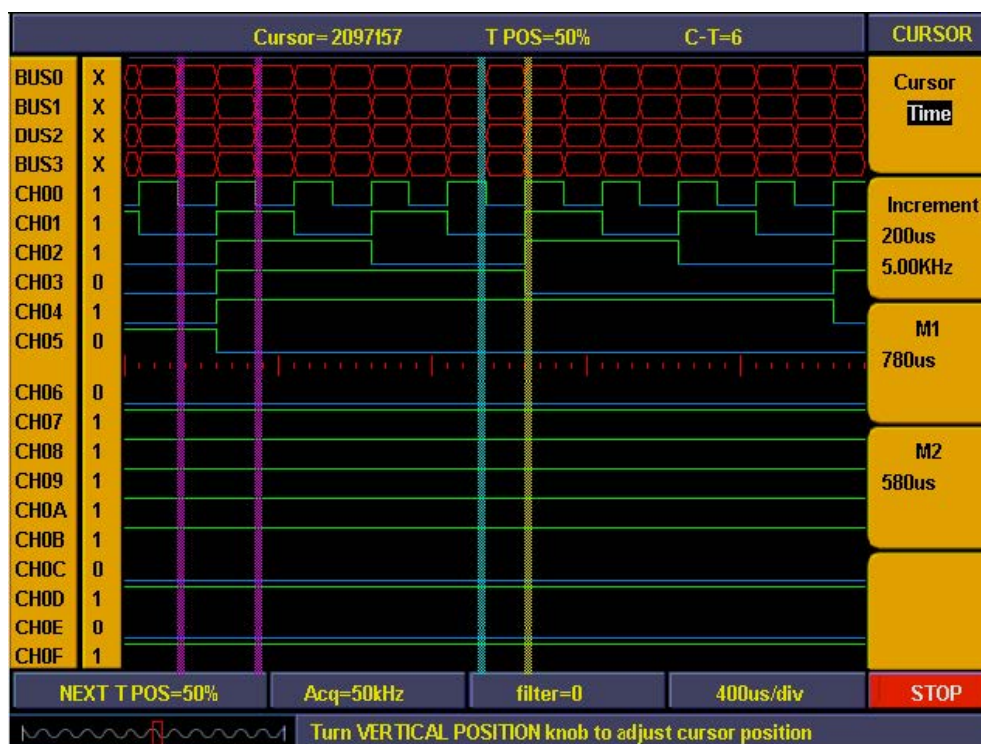 Cursor=2097157 T POS=50% C-T=6 CURSOR
BUS0 X
BUS1 X
DUS2 X
BUS3 X
CH00 1
CH01 1
CH02 1
CH03 0
CH04 1
CH05 0
CH06 0
CH07 1
CH08 1
CH09 1
CH0A 1
CH0B 1
CH0C 0
CH0D 1
CH0E 0
CH0F 1
Cursor
Time
Increment
200us
5.00KHz
M1
780us
M2
580us
NEXT T POS=50% Acq=50kHz filter=0 400us/div STOP
Turn VERTICAL POSITION knob to adjust cursor position